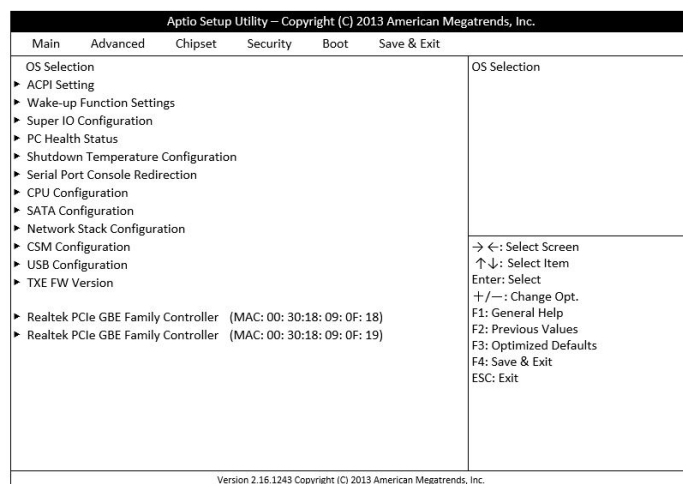 Aptio Setup Utility – Copyright (C) 2013 American Megatrends, Inc.
Main Advanced Chipset Security Boot Save & Exit
OS Selection
► ACPI Setting
► Wake-up Function Settings
► Super IO Configuration
► PC Health Status
► Shutdown Temperature Configuration
► Serial Port Console Redirection
► CPU Configuration
► SATA Configuration
► Network Stack Configuration
► CSM Configuration
► USB Configuration
► TXE FW Version
► Realtek PCIe GBE Family Controller (MAC: 00: 30:18: 09: 0F: 18)
► Realtek PCIe GBE Family Controller (MAC: 00: 30:18: 09: 0F: 19)
OS Selection
→ ←: Select Screen
↑↓: Select Item
Enter: Select
+/—: Change Opt.
F1: General Help
F2: Previous Values
F3: Optimized Defaults
F4: Save & Exit
ESC: Exit
Version 2.16.1243 Copyright (C) 2013 American Megatrends, Inc.